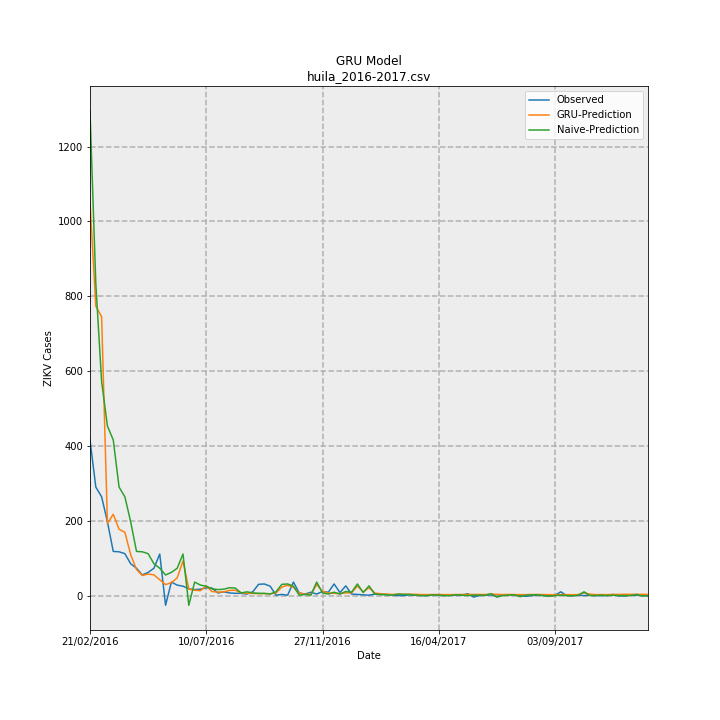 GRU Model
huila_2016-2017.csv
Observed
GRU-Prediction
Naive-Prediction
1200
1000
800
600
400
200
0
ZIKV Cases
21/02/2016
10/07/2016
27/11/2016
16/04/2017
03/09/2017
Date